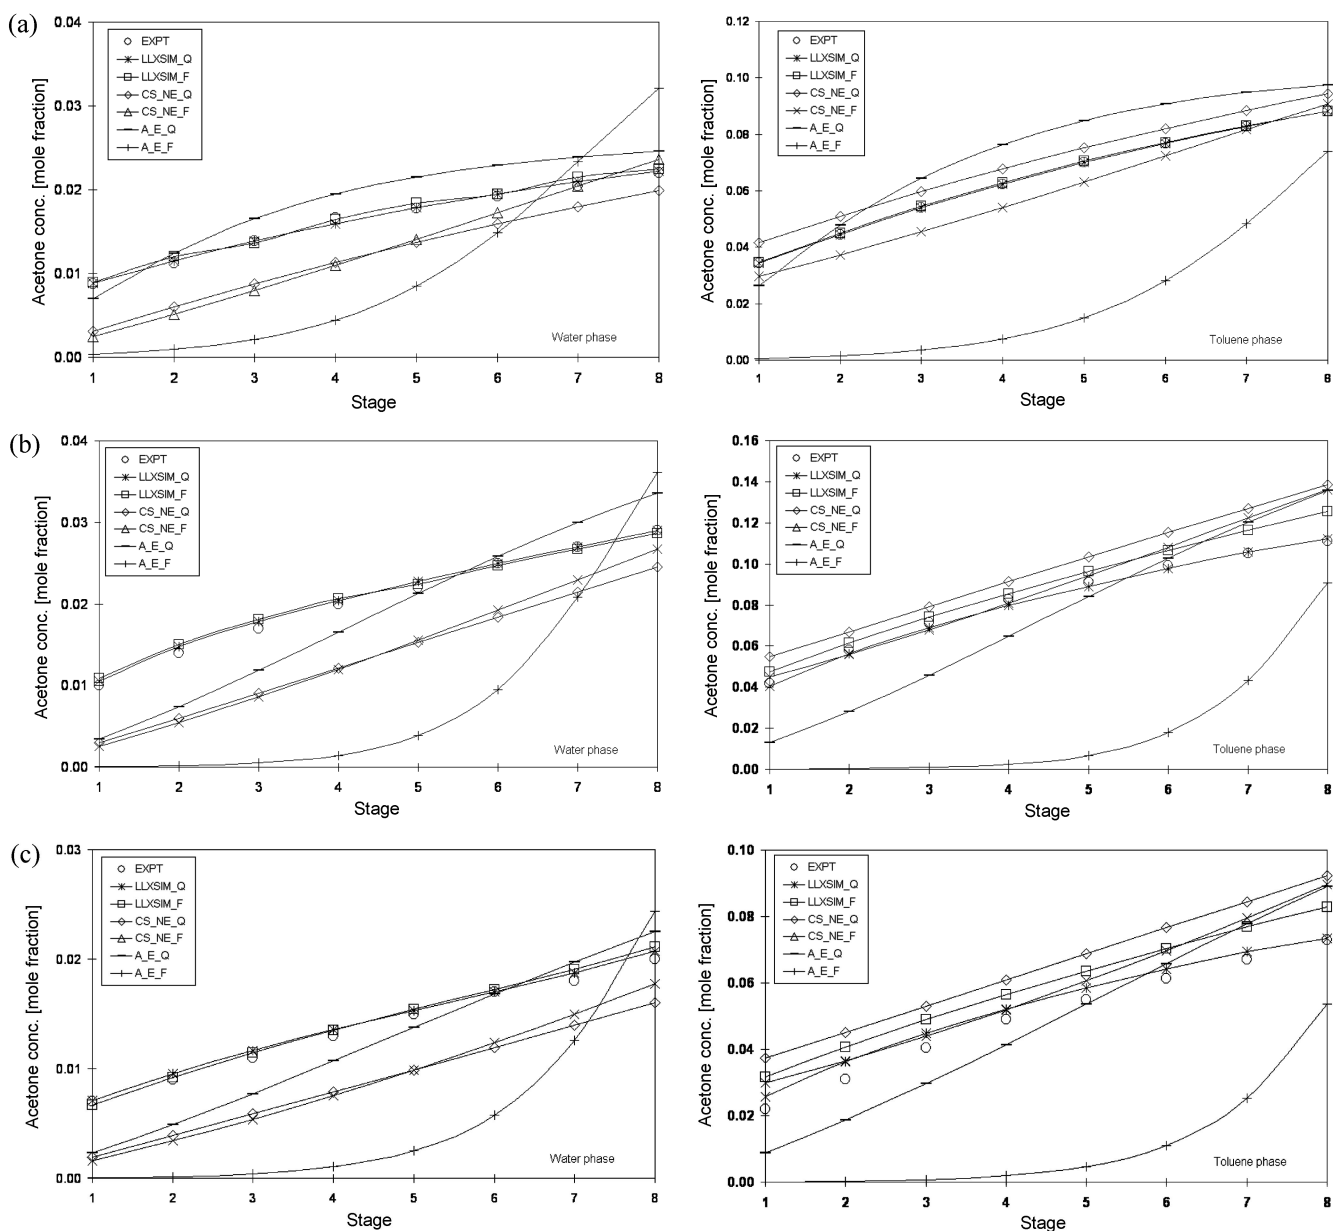 (a)
Acetone conc. [mole fraction]
0.04
0.03
0.02
0.01
0.00
EXPT
LLXSIM_Q
LLXSIM_F
CS_NE_Q
CS_NE_F
A_E_Q
A_E_F
Water phase
1 2 3 4 5 6 7 8
Stage
Acetone conc. [mole fraction]
0.12
0.10
0.08
0.06
0.04
0.02
0.00
EXPT
LLXSIM_Q
LLXSIM_F
CS_NE_Q
CS_NE_F
A_E_Q
A_E_F
Toluene phase
1 2 3 4 5 6 7 8
Stage
(b)
Acetone conc. [mole fraction]
0.04
0.03
0.02
0.01
0.00
EXPT
LLXSIM_Q
LLXSIM_F
CS_NE_Q
CS_NE_F
A_E_Q
A_E_F
Water phase
1 2 3 4 5 6 7 8
Stage
Acetone conc. [mole fraction]
0.16
0.14
0.12
0.10
0.08
0.06
0.04
0.02
0.00
EXPT
LLXSIM_Q
LLXSIM_F
CS_NE_Q
CS_NE_F
A_E_Q
A_E_F
Toluene phase
1 2 3 4 5 6 7 8
Stage
(c)
Acetone conc. [mole fraction]
0.03
0.02
0.01
0.00
EXPT
LLXSIM_Q
LLXSIM_F
CS_NE_Q
CS_NE_F
A_E_Q
A_E_F
Water phase
1 2 3 4 5 6 7 8
Stage
Acetone conc. [mole fraction]
0.10
0.08
0.06
0.04
0.02
0.00
EXPT
LLXSIM_Q
LLXSIM_F
CS_NE_Q
CS_NE_F
A_E_Q
A_E_F
Toluene phase
1 2 3 4 5 6 7 8
Stage